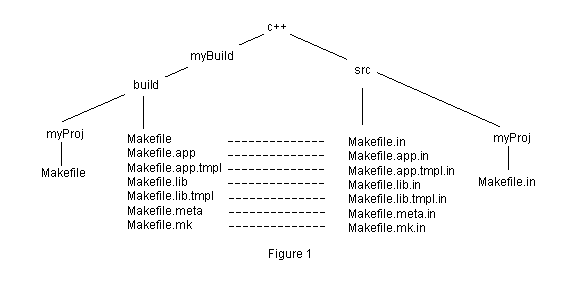 c++
myBuild
src
build
myProj
myProj
Makefile Makefile.in
Makefile.app Makefile.app.in
Makefile.app.tmpl Makefile.app.tmpl.in
Makefile Makefile.lib Makefile.lib.in Makefile.in
Makefile.lib.tmpl Makefile.lib.tmpl.in
Makefile.meta Makefile.meta.in
Makefile.mk Makefile.mk.in
Figure 1